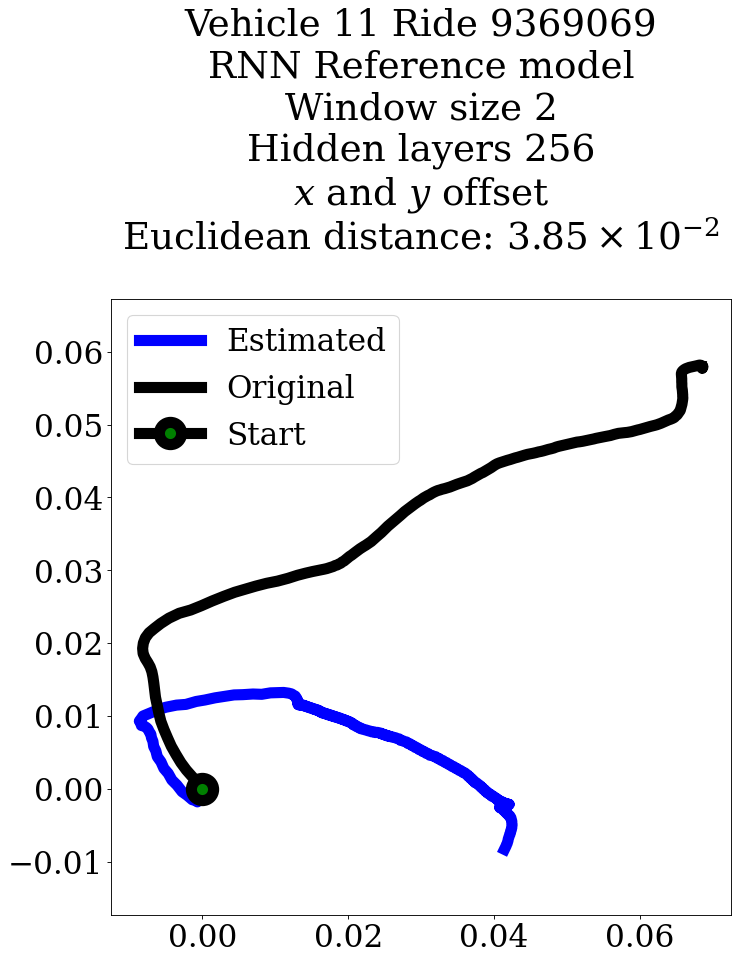 Vehicle 11 Ride 9369069
RNN Reference model
Window size 2
Hidden layers 256
x and y offset
Euclidean distance: 3.85 × 10⁻²
Estimated
Original
Start
0.06
0.05
0.04
0.03
0.02
0.01
0.00
−0.01
0.00 0.02 0.04 0.06